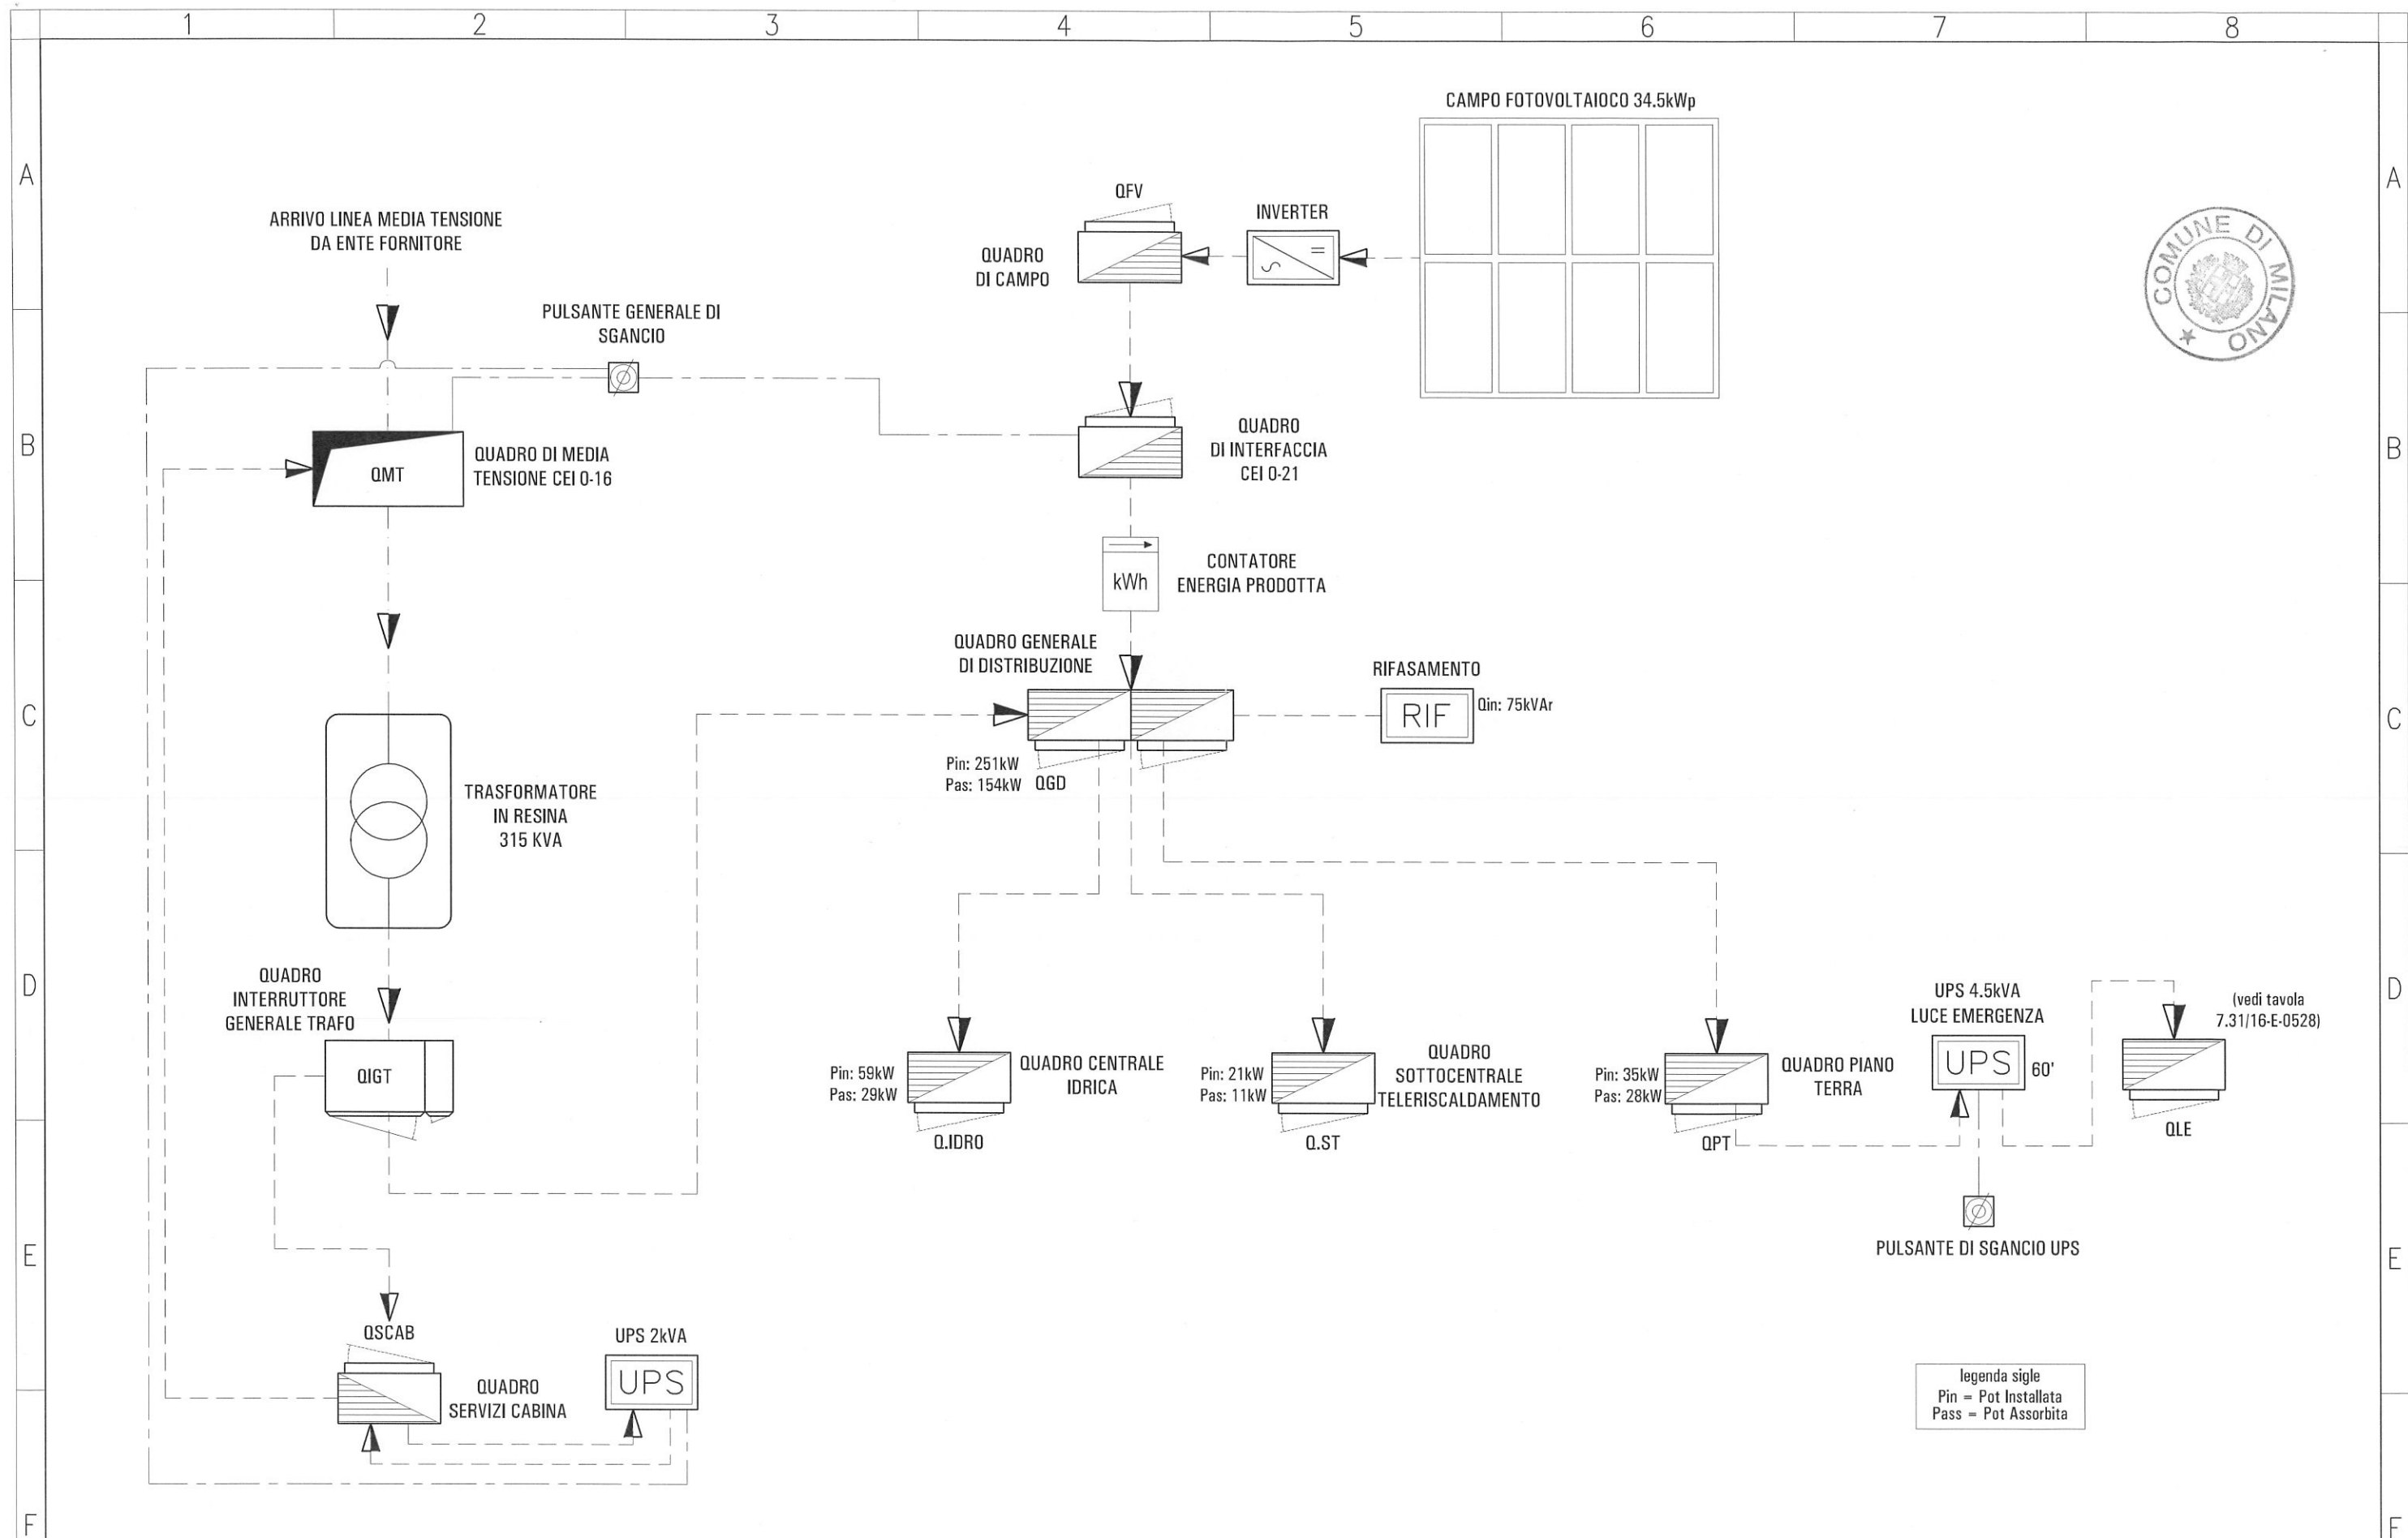 1 2 3 4 5 6 7 8
A A
CAMPO FOTOVOLTAIOCO 34.5kWp
QFV
INVERTER
QUADRO
DI CAMPO
COMUNE DI MILANO
ARRIVO LINEA MEDIA TENSIONE
DA ENTE FORNITORE
PULSANTE GENERALE DI
SGANCIO
B B
QMT
QUADRO DI MEDIA
TENSIONE CEI 0-16
QUADRO
DI INTERFACCIA
CEI 0-21
kWh
CONTATORE
ENERGIA PRODOTTA
C C
QUADRO GENERALE
DI DISTRIBUZIONE
RIFASAMENTO
RIF
Qin: 75kVAr
Pin: 251kW
Pas: 154kW QGD
TRASFORMATORE
IN RESINA
315 KVA
D D
QUADRO
INTERRUTTORE
GENERALE TRAFO
QIGT
Pin: 59kW
Pas: 29kW
QUADRO CENTRALE
IDRICA
Q.IDRO
Pin: 21kW
Pas: 11kW
QUADRO
SOTTOCENTRALE
TELERISCALDAMENTO
Q.ST
Pin: 35kW
Pas: 28kW
QUADRO PIANO
TERRA
QPT
UPS 4.5kVA
LUCE EMERGENZA
UPS
60'
(vedi tavola
7.31/16-E-0528)
QLE
E E
PULSANTE DI SGANCIO UPS
QSCAB
QUADRO
SERVIZI CABINA
UPS 2kVA
UPS
legenda sigle
Pin = Pot Installata
Pass = Pot Assorbita
F F